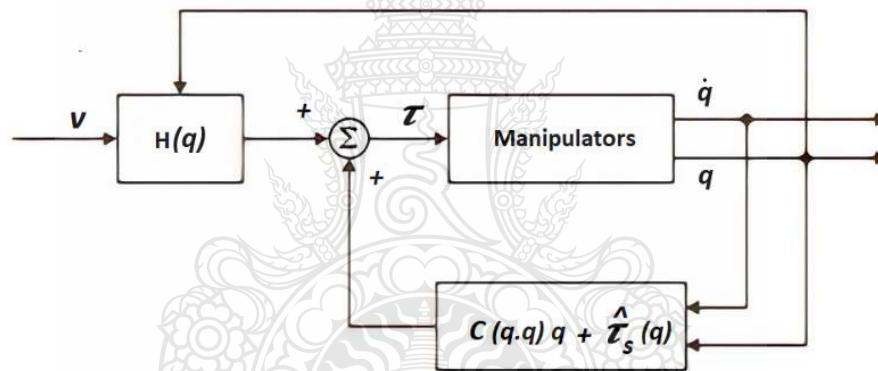 q̇
v
H(q)
+
Σ
τ
Manipulators
+
q
C (q.q) q + τ̂ₛ (q)